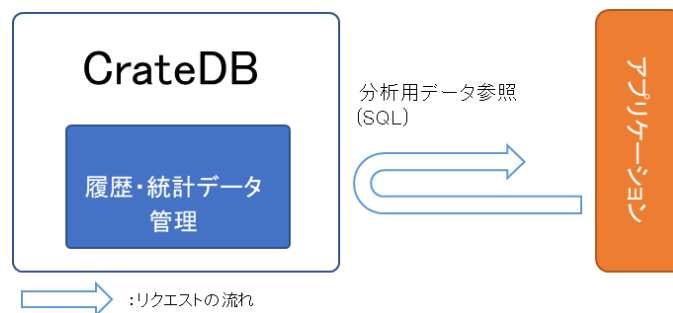 CrateDB
履歴・統計データ
管理
分析用データ参照
(SQL)
アプリケーション
:リクエストの流れ